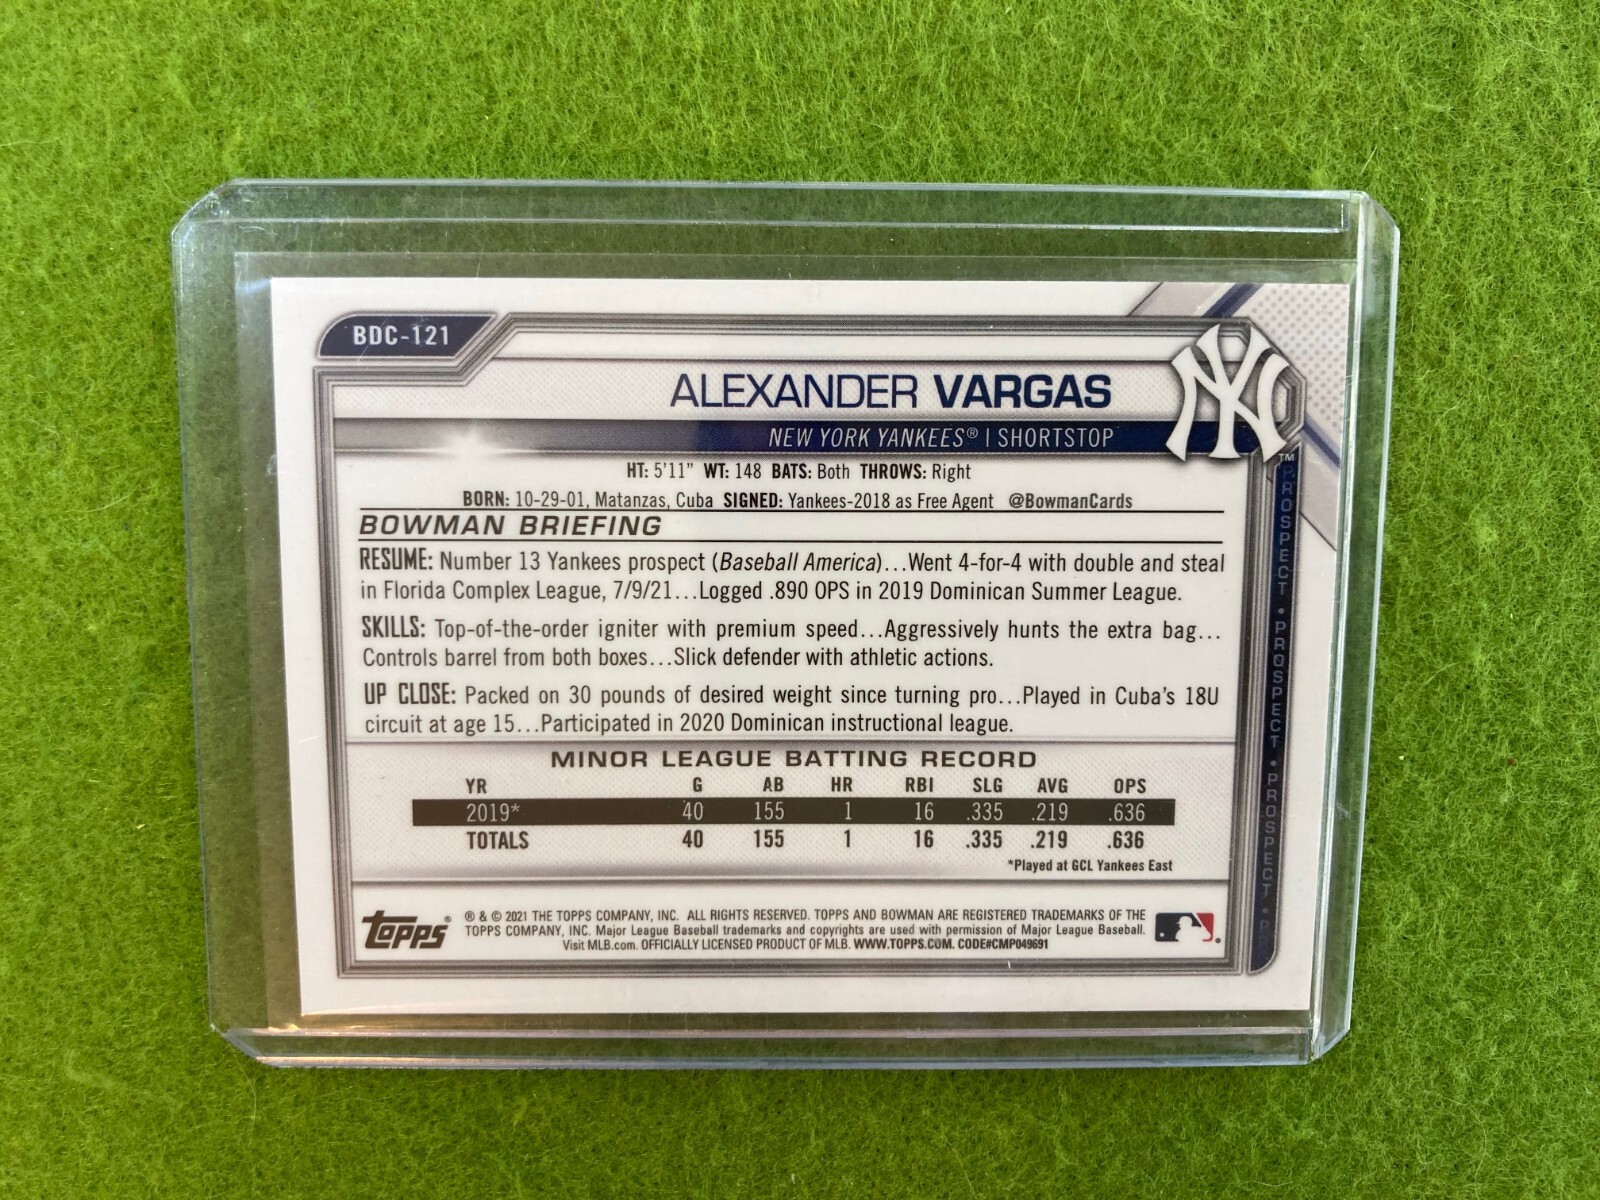 BDC-121
ALEXANDER VARGAS
NEW YORK YANKEES® | SHORTSTOP
NY
TM
HT: 5'11" WT: 148 BATS: Both THROWS: Right
BORN: 10-29-01, Matanzas, Cuba SIGNED: Yankees-2018 as Free Agent @BowmanCards
BOWMAN BRIEFING
RESUME: Number 13 Yankees prospect (Baseball America)...Went 4-for-4 with double and steal
in Florida Complex League, 7/9/21...Logged .890 OPS in 2019 Dominican Summer League.
SKILLS: Top-of-the-order igniter with premium speed...Aggressively hunts the extra bag...
Controls barrel from both boxes...Slick defender with athletic actions.
UP CLOSE: Packed on 30 pounds of desired weight since turning pro...Played in Cuba's 18U
circuit at age 15...Participated in 2020 Dominican instructional league.
MINOR LEAGUE BATTING RECORD
YR G AB HR RBI SLG AVG OPS
2019* 40 155 1 16 .335 .219 .636
TOTALS 40 155 1 16 .335 .219 .636
*Played at GCL Yankees East
PROSPECT • PROSPECT • PROSPECT • PR
topps®
® & © 2021 THE TOPPS COMPANY, INC. ALL RIGHTS RESERVED. TOPPS AND BOWMAN ARE REGISTERED TRADEMARKS OF THE
TOPPS COMPANY, INC. Major League Baseball trademarks and copyrights are used with permission of Major League Baseball.
Visit MLB.com. OFFICIALLY LICENSED PRODUCT OF MLB. WWW.TOPPS.COM. CODE#CMP049691